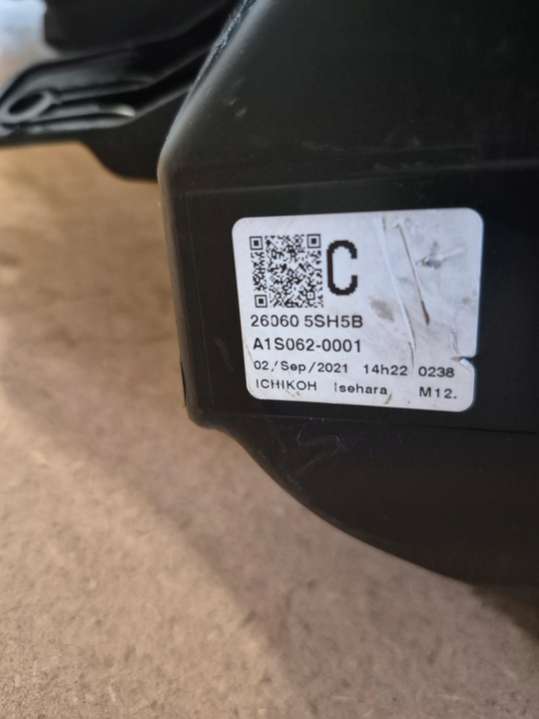 C
26060 5SH5B
A1S062-0001
02/Sep/2021 14h22 0238
ICHIKOH Isehara M12.